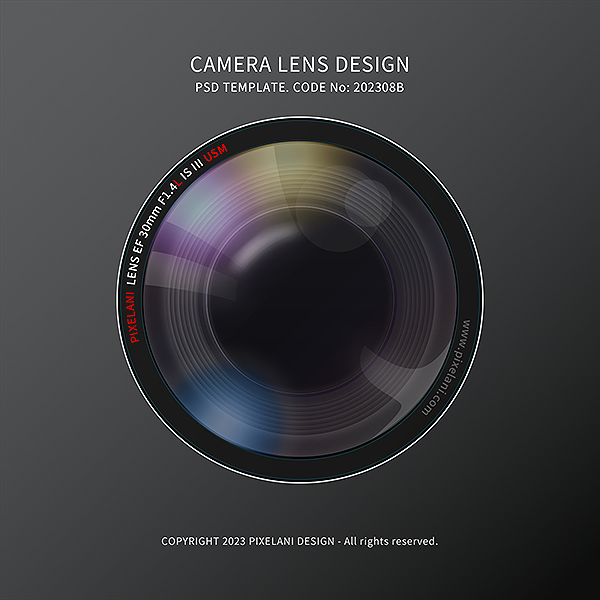 CAMERA LENS DESIGN
PSD TEMPLATE. CODE No: 202308B
PIXELANI LENS EF 30mm F1.4L IS III USM
www.pixelani.com
COPYRIGHT 2023 PIXELANI DESIGN - All rights reserved.